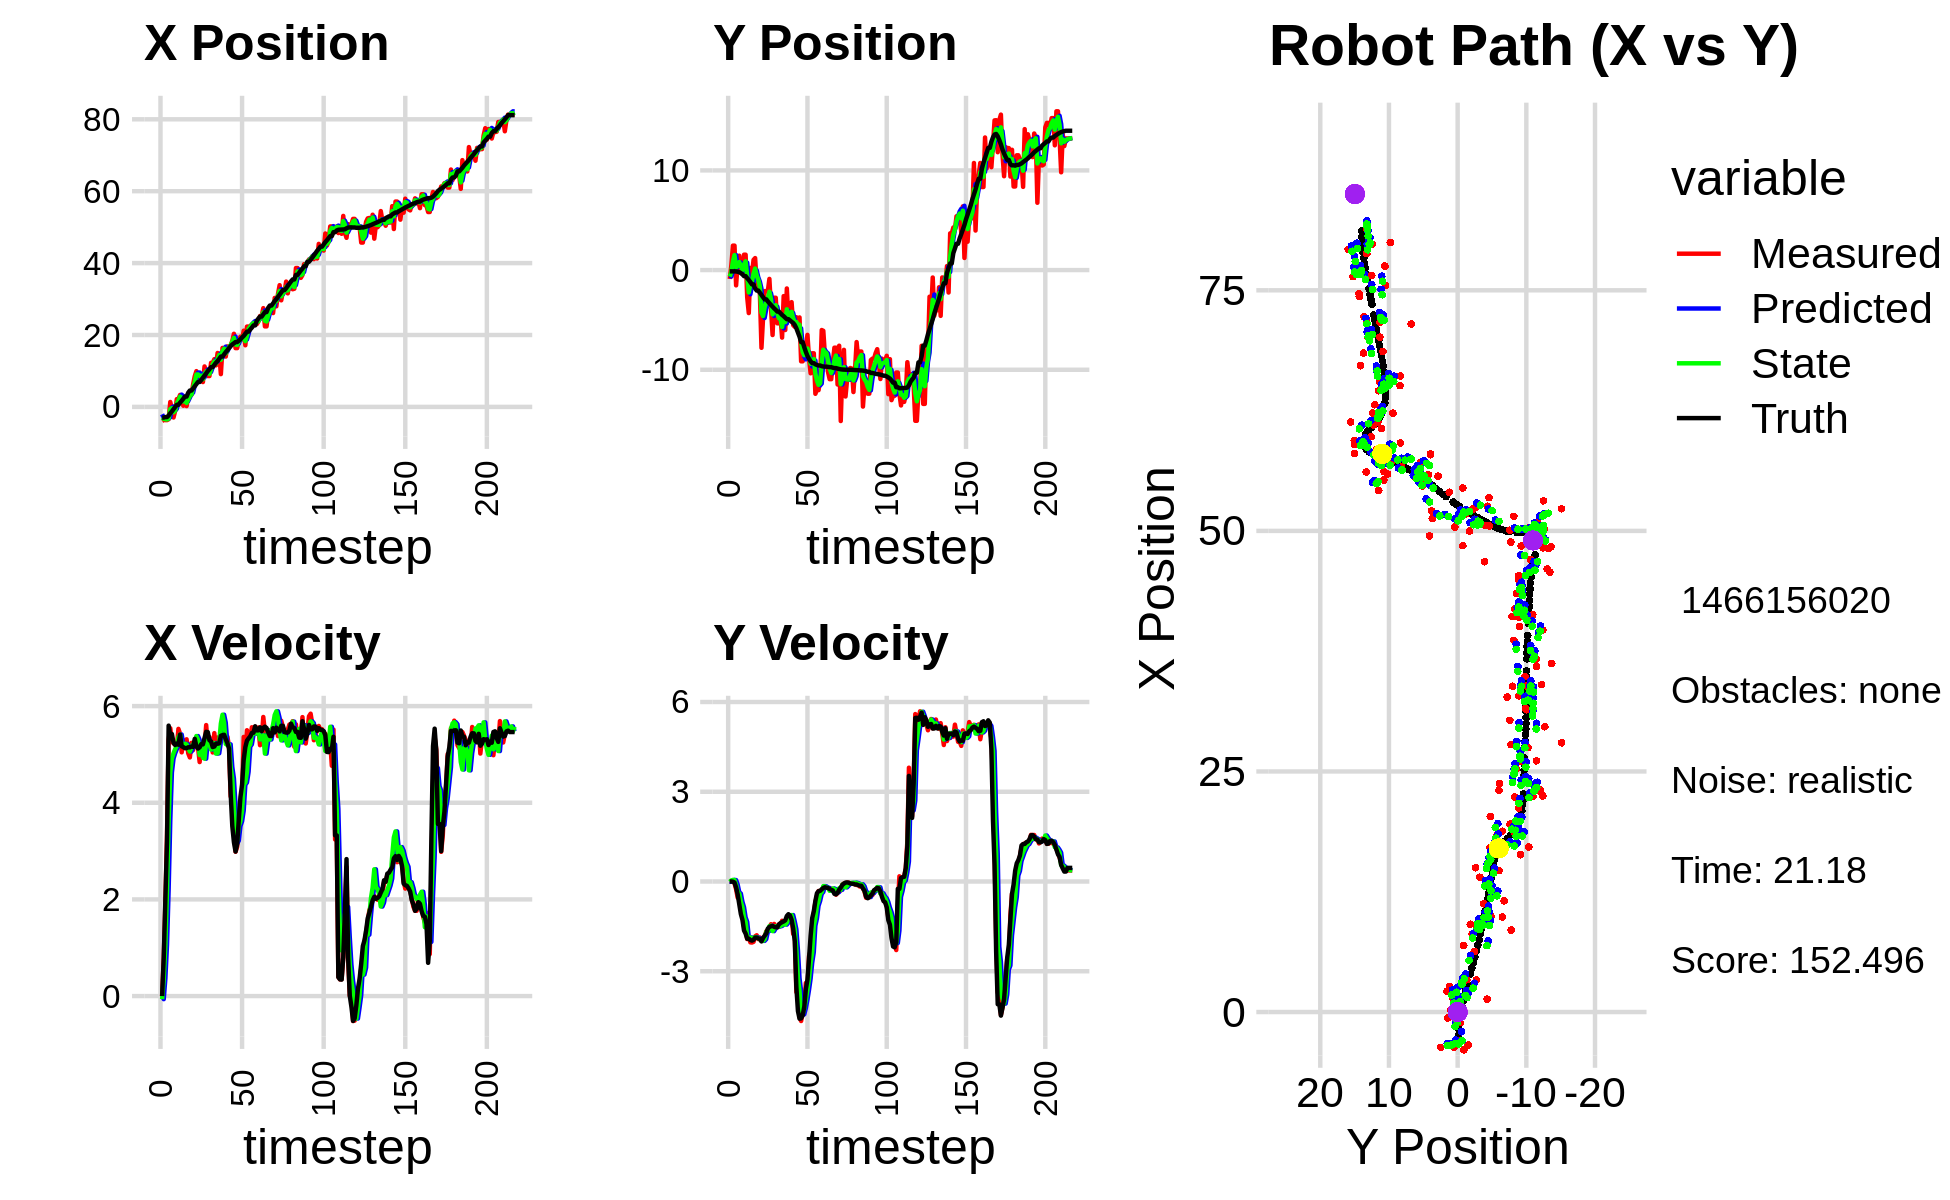 X Position
80
60
40
20
0
0
50
100
150
200
timestep
Y Position
10
0
-10
0
50
100
150
200
timestep
X Velocity
6
4
2
0
0
50
100
150
200
timestep
Y Velocity
6
3
0
-3
0
50
100
150
200
timestep
Robot Path (X vs Y)
X Position
75
50
25
0
20 10 0 -10 -20
Y Position
variable
Measured
Predicted
State
Truth
1466156020
Obstacles: none
Noise: realistic
Time: 21.18
Score: 152.496